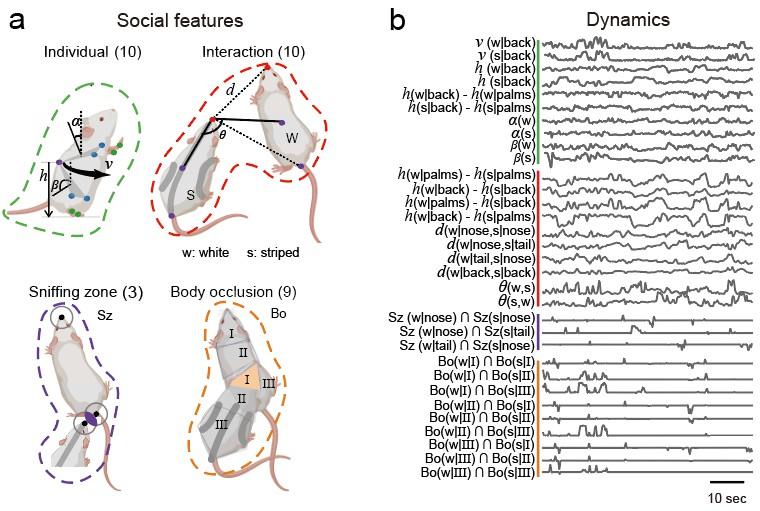 a
Social features
Individual (10)
Interaction (10)
α
h
β
v
d
θ
W
S
w: white s: striped
Sniffing zone (3)
Sz
Body occlusion (9)
Bo
I
II
I
III
II
III
b
Dynamics
v (w|back)
v (s|back)
h (w|back)
h (s|back)
h(w|back) - h(w|palms)
h(s|back) - h(s|palms)
α(w)
α(s)
β(w)
β(s)
h(w|palms) - h(s|palms)
h(w|back) - h(s|back)
h(w|palms) - h(s|back)
h(w|back) - h(s|palms)
d(w|nose,s|nose)
d(w|nose,s|tail)
d(w|tail,s|nose)
d(w|back,s|back)
θ(w,s)
θ(s,w)
Sz (w|nose) ∩ Sz(s|nose)
Sz (w|nose) ∩ Sz(s|tail)
Sz (w|tail) ∩ Sz(s|nose)
Bo(w|I) ∩ Bo(s|I)
Bo(w|I) ∩ Bo(s|II)
Bo(w|I) ∩ Bo(s|III)
Bo(w|II) ∩ Bo(s|I)
Bo(w|II) ∩ Bo(s|II)
Bo(w|II) ∩ Bo(s|III)
Bo(w|III) ∩ Bo(s|I)
Bo(w|III) ∩ Bo(s|II)
Bo(w|III) ∩ Bo(s|III)
10 sec